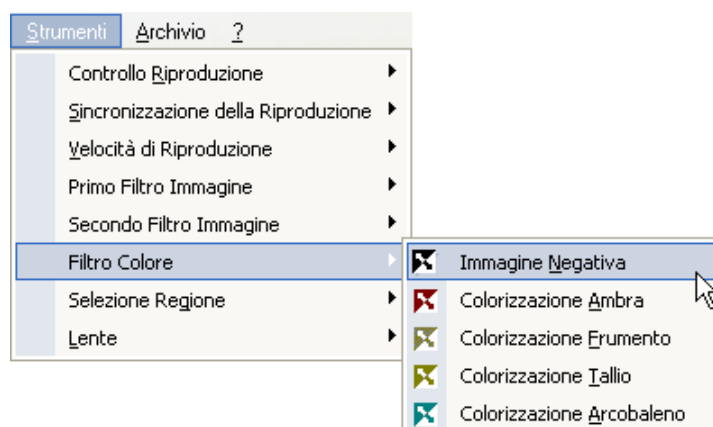 Strumenti Archivio ?
Controllo Riproduzione
Sincronizzazione della Riproduzione
Velocità di Riproduzione
Primo Filtro Immagine
Secondo Filtro Immagine
Filtro Colore
Selezione Regione
Lente
Immagine Negativa
Colorizzazione Ambra
Colorizzazione Frumento
Colorizzazione Tallio
Colorizzazione Arcobaleno